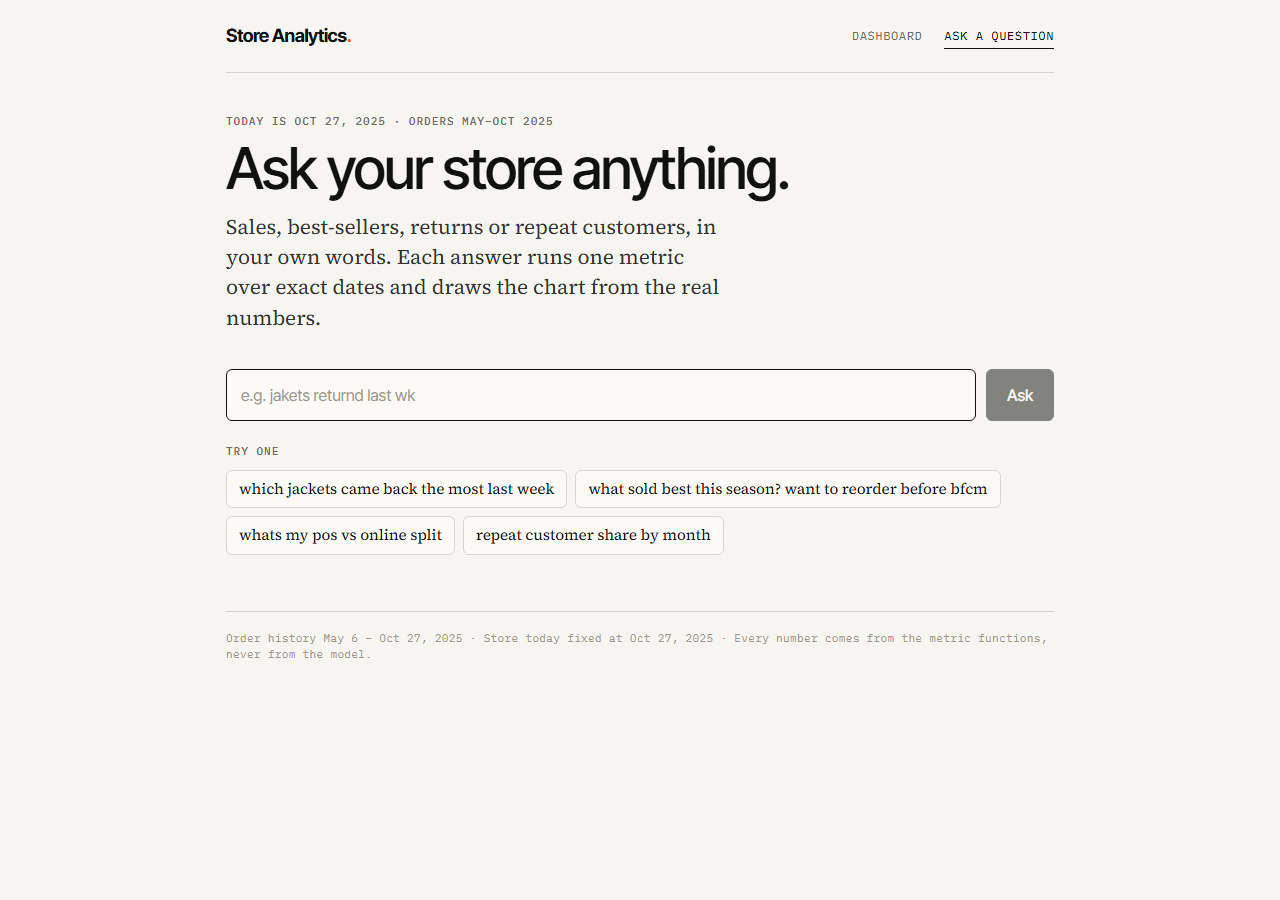 Store Analytics.
DASHBOARD
ASK A QUESTION
TODAY IS OCT 27, 2025 · ORDERS MAY–OCT 2025
Ask your store anything.
Sales, best-sellers, returns or repeat customers, in
your own words. Each answer runs one metric
over exact dates and draws the chart from the real
numbers.
e.g. jakets returnd last wk
Ask
TRY ONE
which jackets came back the most last week
what sold best this season? want to reorder before bfcm
whats my pos vs online split
repeat customer share by month
Order history May 6 – Oct 27, 2025 · Store today fixed at Oct 27, 2025 · Every number comes from the metric functions,
never from the model.